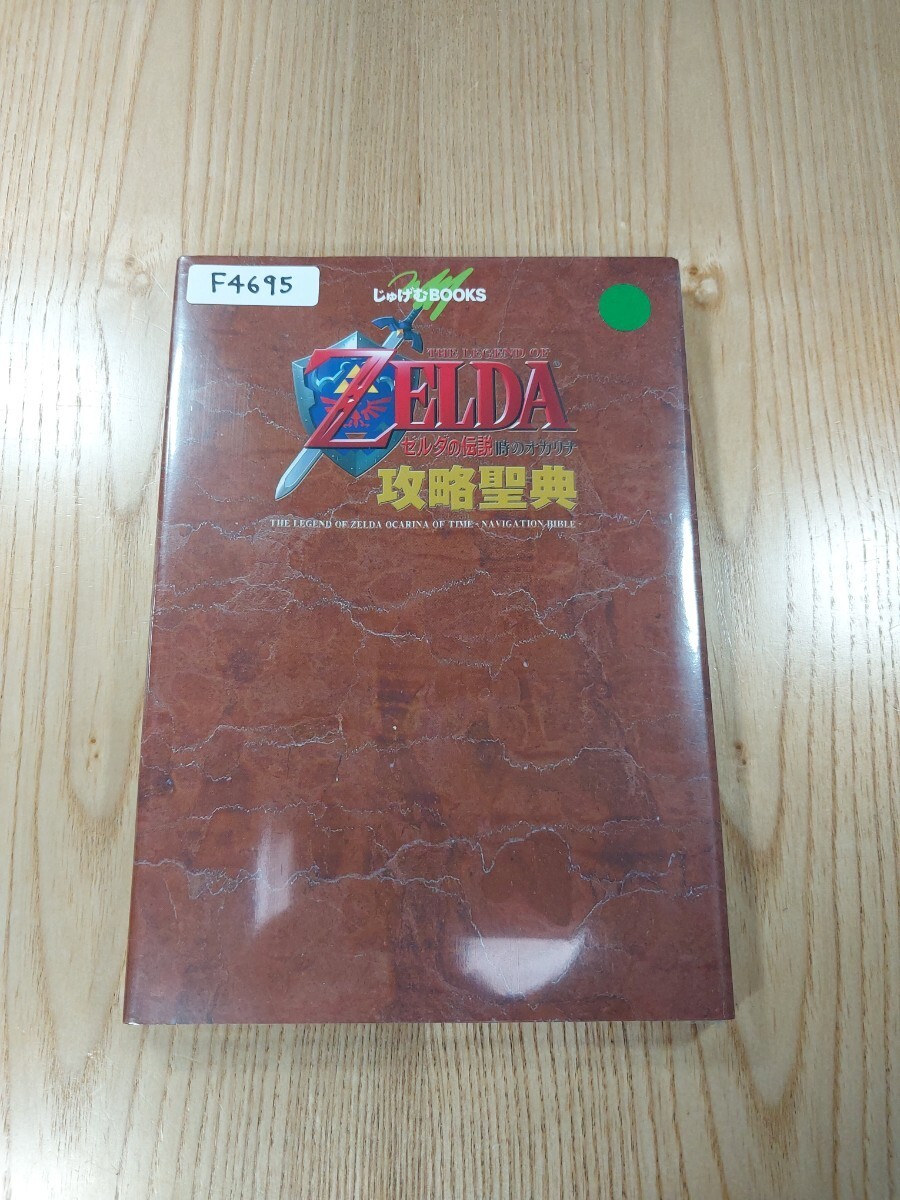 F4695
じゅげむBOOKS
THE LEGEND OF
ZELDA
ゼルダの伝説 時のオカリナ
攻略聖典
THE LEGEND OF ZELDA OCARINA OF TIME・NAVIGATION BIBLE